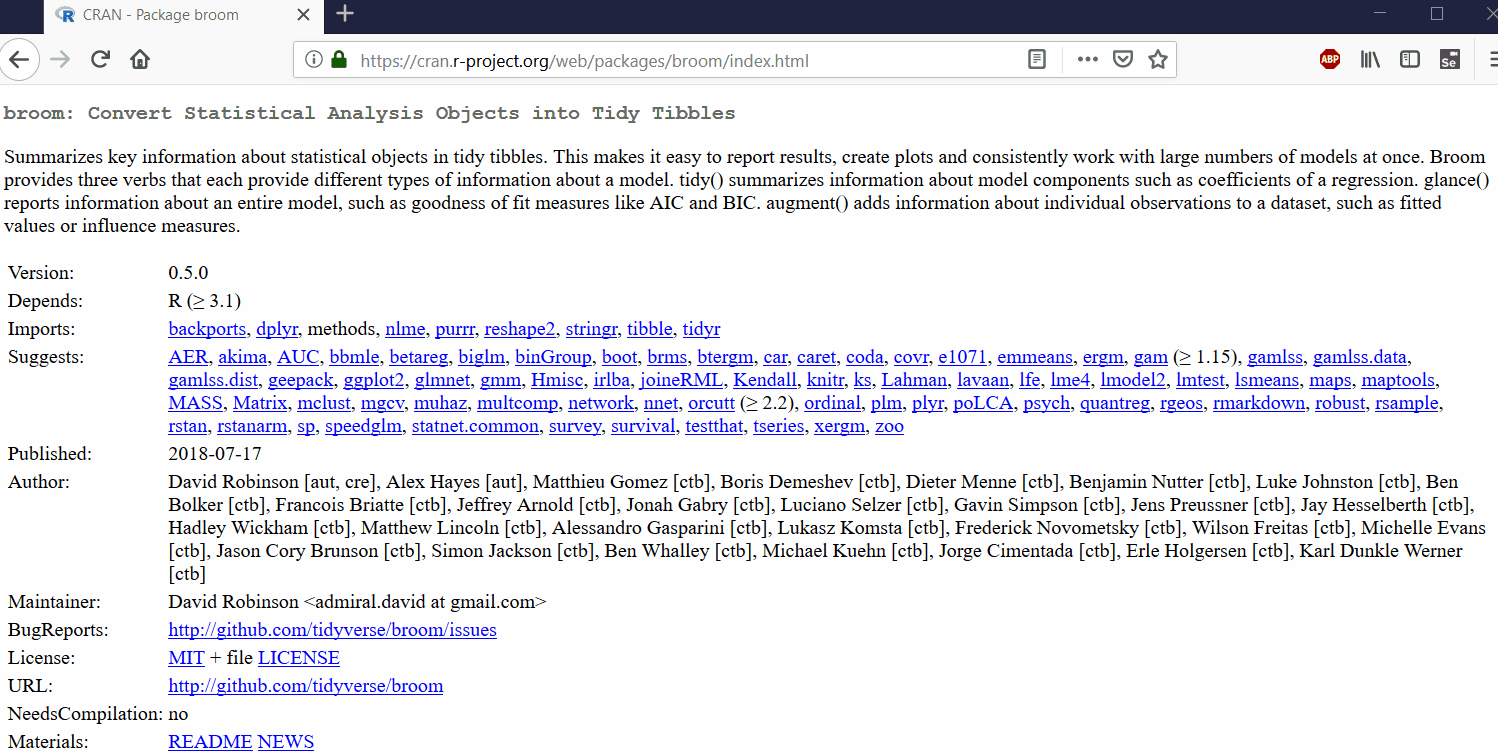 CRAN - Package broom
https://cran.r-project.org/web/packages/broom/index.html
ABP
Se
broom: Convert Statistical Analysis Objects into Tidy Tibbles
Summarizes key information about statistical objects in tidy tibbles. This makes it easy to report results, create plots and consistently work with large numbers of models at once. Broom
provides three verbs that each provide different types of information about a model. tidy() summarizes information about model components such as coefficients of a regression. glance()
reports information about an entire model, such as goodness of fit measures like AIC and BIC. augment() adds information about individual observations to a dataset, such as fitted
values or influence measures.
Version: 0.5.0
Depends: R (≥ 3.1)
Imports: backports, dplyr, methods, nlme, purrr, reshape2, stringr, tibble, tidyr
Suggests: AER, akima, AUC, bbmle, betareg, biglm, binGroup, boot, brms, btergm, car, caret, coda, covr, e1071, emmeans, ergm, gam (≥ 1.15), gamlss, gamlss.data,
gamlss.dist, geepack, ggplot2, glmnet, gmm, Hmisc, irlba, joineRML, Kendall, knitr, ks, Lahman, lavaan, lfe, lme4, lmodel2, lmtest, lsmeans, maps, maptools,
MASS, Matrix, mclust, mgcv, muhaz, multcomp, network, nnet, orcutt (≥ 2.2), ordinal, plm, plyr, poLCA, psych, quantreg, rgeos, rmarkdown, robust, rsample,
rstan, rstanarm, sp, speedglm, statnet.common, survey, survival, testthat, tseries, xergm, zoo
Published: 2018-07-17
Author: David Robinson [aut, cre], Alex Hayes [aut], Matthieu Gomez [ctb], Boris Demeshev [ctb], Dieter Menne [ctb], Benjamin Nutter [ctb], Luke Johnston [ctb], Ben
Bolker [ctb], Francois Briatte [ctb], Jeffrey Arnold [ctb], Jonah Gabry [ctb], Luciano Selzer [ctb], Gavin Simpson [ctb], Jens Preussner [ctb], Jay Hesselberth [ctb],
Hadley Wickham [ctb], Matthew Lincoln [ctb], Alessandro Gasparini [ctb], Lukasz Komsta [ctb], Frederick Novometsky [ctb], Wilson Freitas [ctb], Michelle Evans
[ctb], Jason Cory Brunson [ctb], Simon Jackson [ctb], Ben Whalley [ctb], Michael Kuehn [ctb], Jorge Cimentada [ctb], Erle Holgersen [ctb], Karl Dunkle Werner
[ctb]
Maintainer: David Robinson <admiral.david at gmail.com>
BugReports: http://github.com/tidyverse/broom/issues
License: MIT + file LICENSE
URL: http://github.com/tidyverse/broom
NeedsCompilation: no
Materials: README NEWS